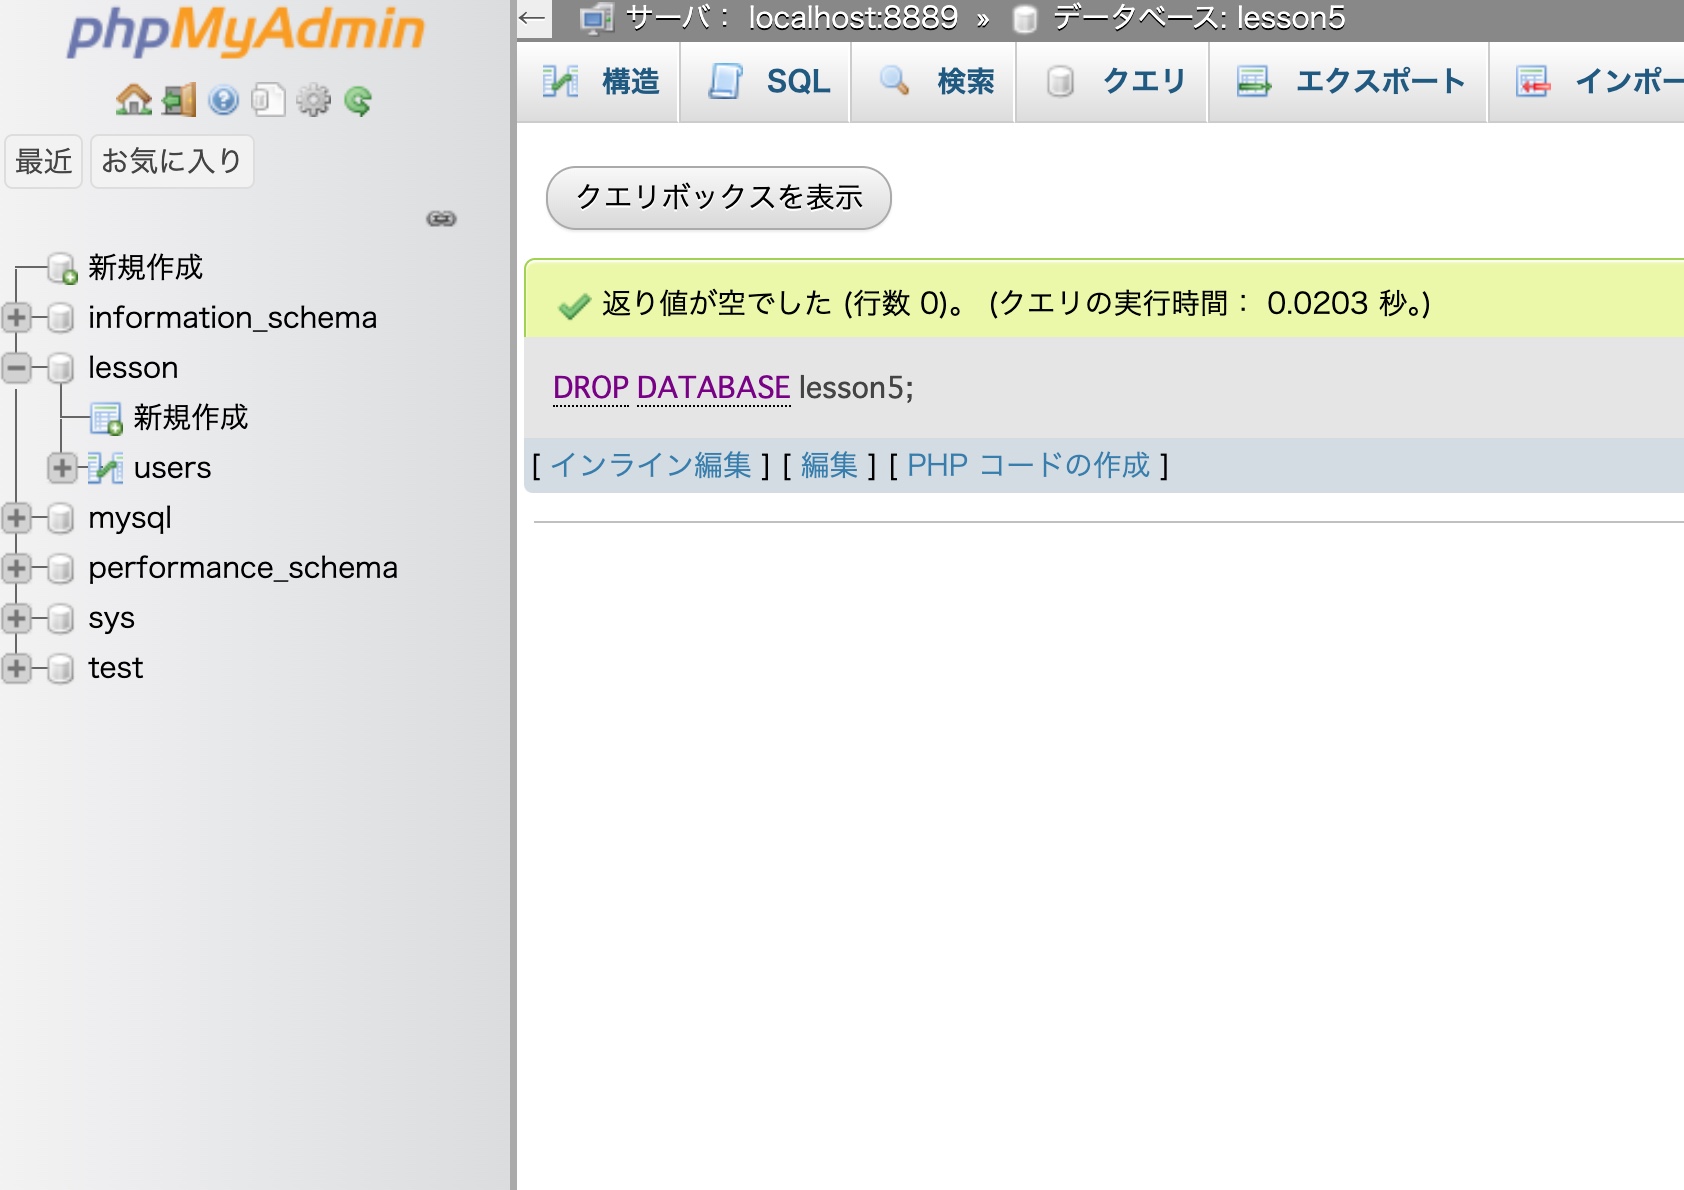 phpMyAdmin
最近 お気に入り
新規作成
information_schema
lesson
新規作成
users
mysql
performance_schema
sys
test
← サーバ： localhost:8889 » データベース: lesson5
構造 SQL 検索 クエリ エクスポート インポー
クエリボックスを表示
返り値が空でした (行数 0)。 (クエリの実行時間： 0.0203 秒。)
DROP DATABASE lesson5;
[ インライン編集 ] [ 編集 ] [ PHP コードの作成 ]